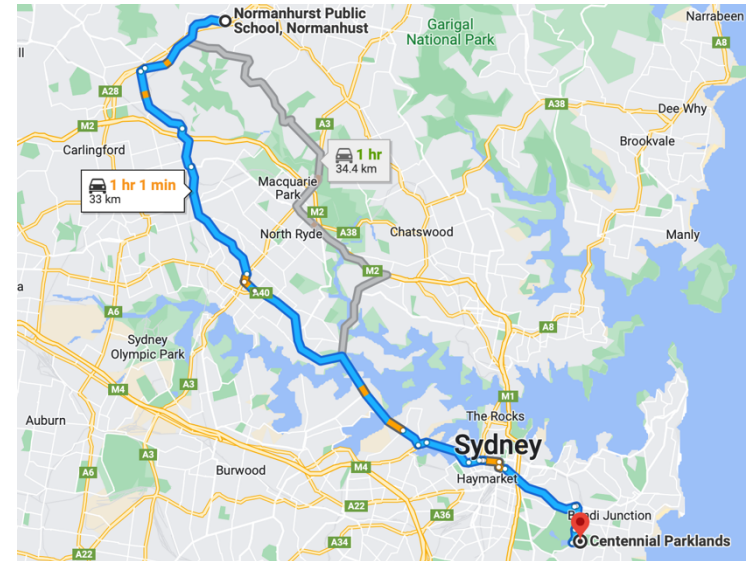 Normanhurst Public
School, Normanhust
Garigal
National Park
Narrabeen
A8
ll
A28
A3
A38
Dee Why
M2
Carlingford
1 hr
34.4 km
Brookvale
1 hr 1 min
33 km
Macquarie
Park
M2
North Ryde
A38
Chatswood
Manly
M2
a
A40
A6
A8
Sydney
Olympic Park
A3
M4
M1
Auburn
The Rocks
Sydney
A3
A6
Burwood
M4
Haymarket
A22
A36
Bondi Junction
A34
Centennial Parklands
A22